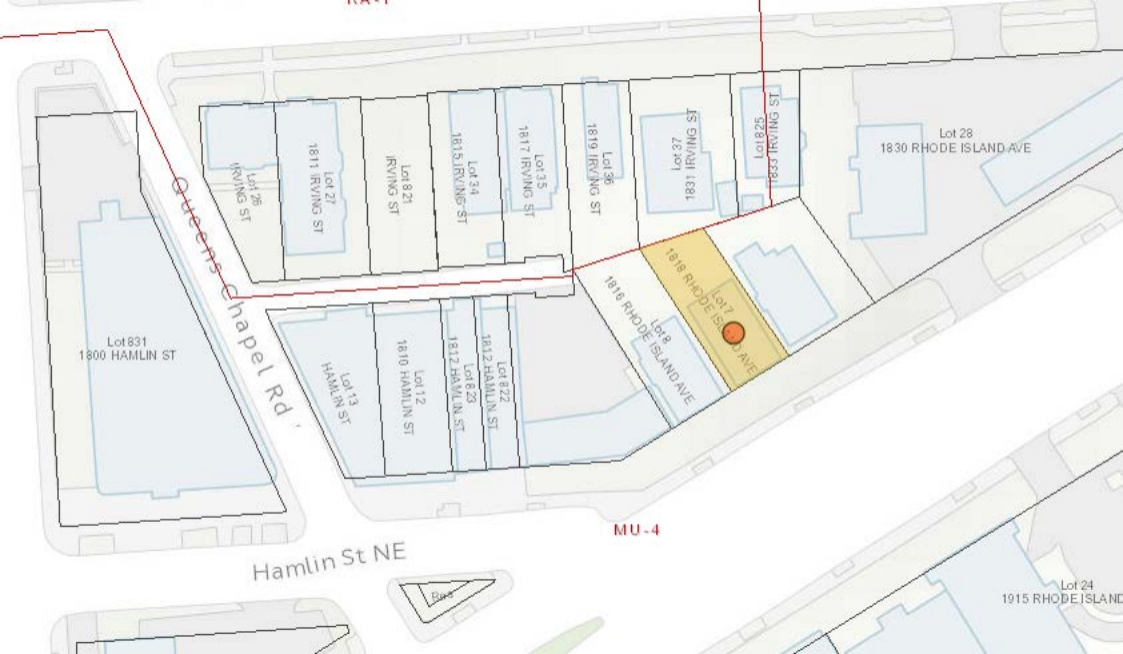 RA-1
Lot 26
IRVING ST
Lot 27
1811 IRVING ST
Lot 821
IRVING ST
Lot 34
1815 IRVING ST
Lot 35
1817 IRVING ST
Lot 36
1819 IRVING ST
Lot 37
1831 IRVING ST
Lot 825
1833 IRVING ST
Lot 28
1830 RHODE ISLAND AVE
Queens Chapel Rd
Lot 831
1800 HAMLIN ST
Lot 13
HAMLIN ST
Lot 12
1810 HAMLIN ST
Lot 823
1812 HAMLIN ST
Lot 822
1812 HAMLIN ST
Lot 8
1816 RHODE ISLAND AVE
Lot 7
1818 RHODE ISLAND AVE
MU-4
Hamlin St NE
Lot 24
1915 RHODE ISLAND